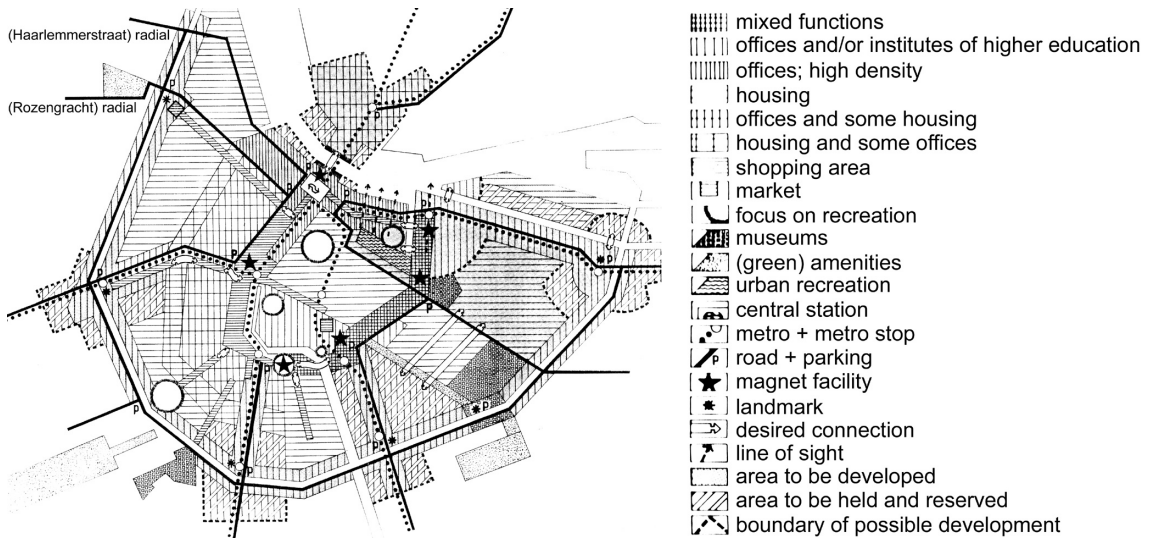 (Haarlemmerstraat) radial
(Rozengracht) radial
mixed functions
offices and/or institutes of higher education
offices; high density
housing
offices and some housing
housing and some offices
shopping area
market
focus on recreation
museums
(green) amenities
urban recreation
central station
metro + metro stop
road + parking
magnet facility
landmark
desired connection
line of sight
area to be developed
area to be held and reserved
boundary of possible development